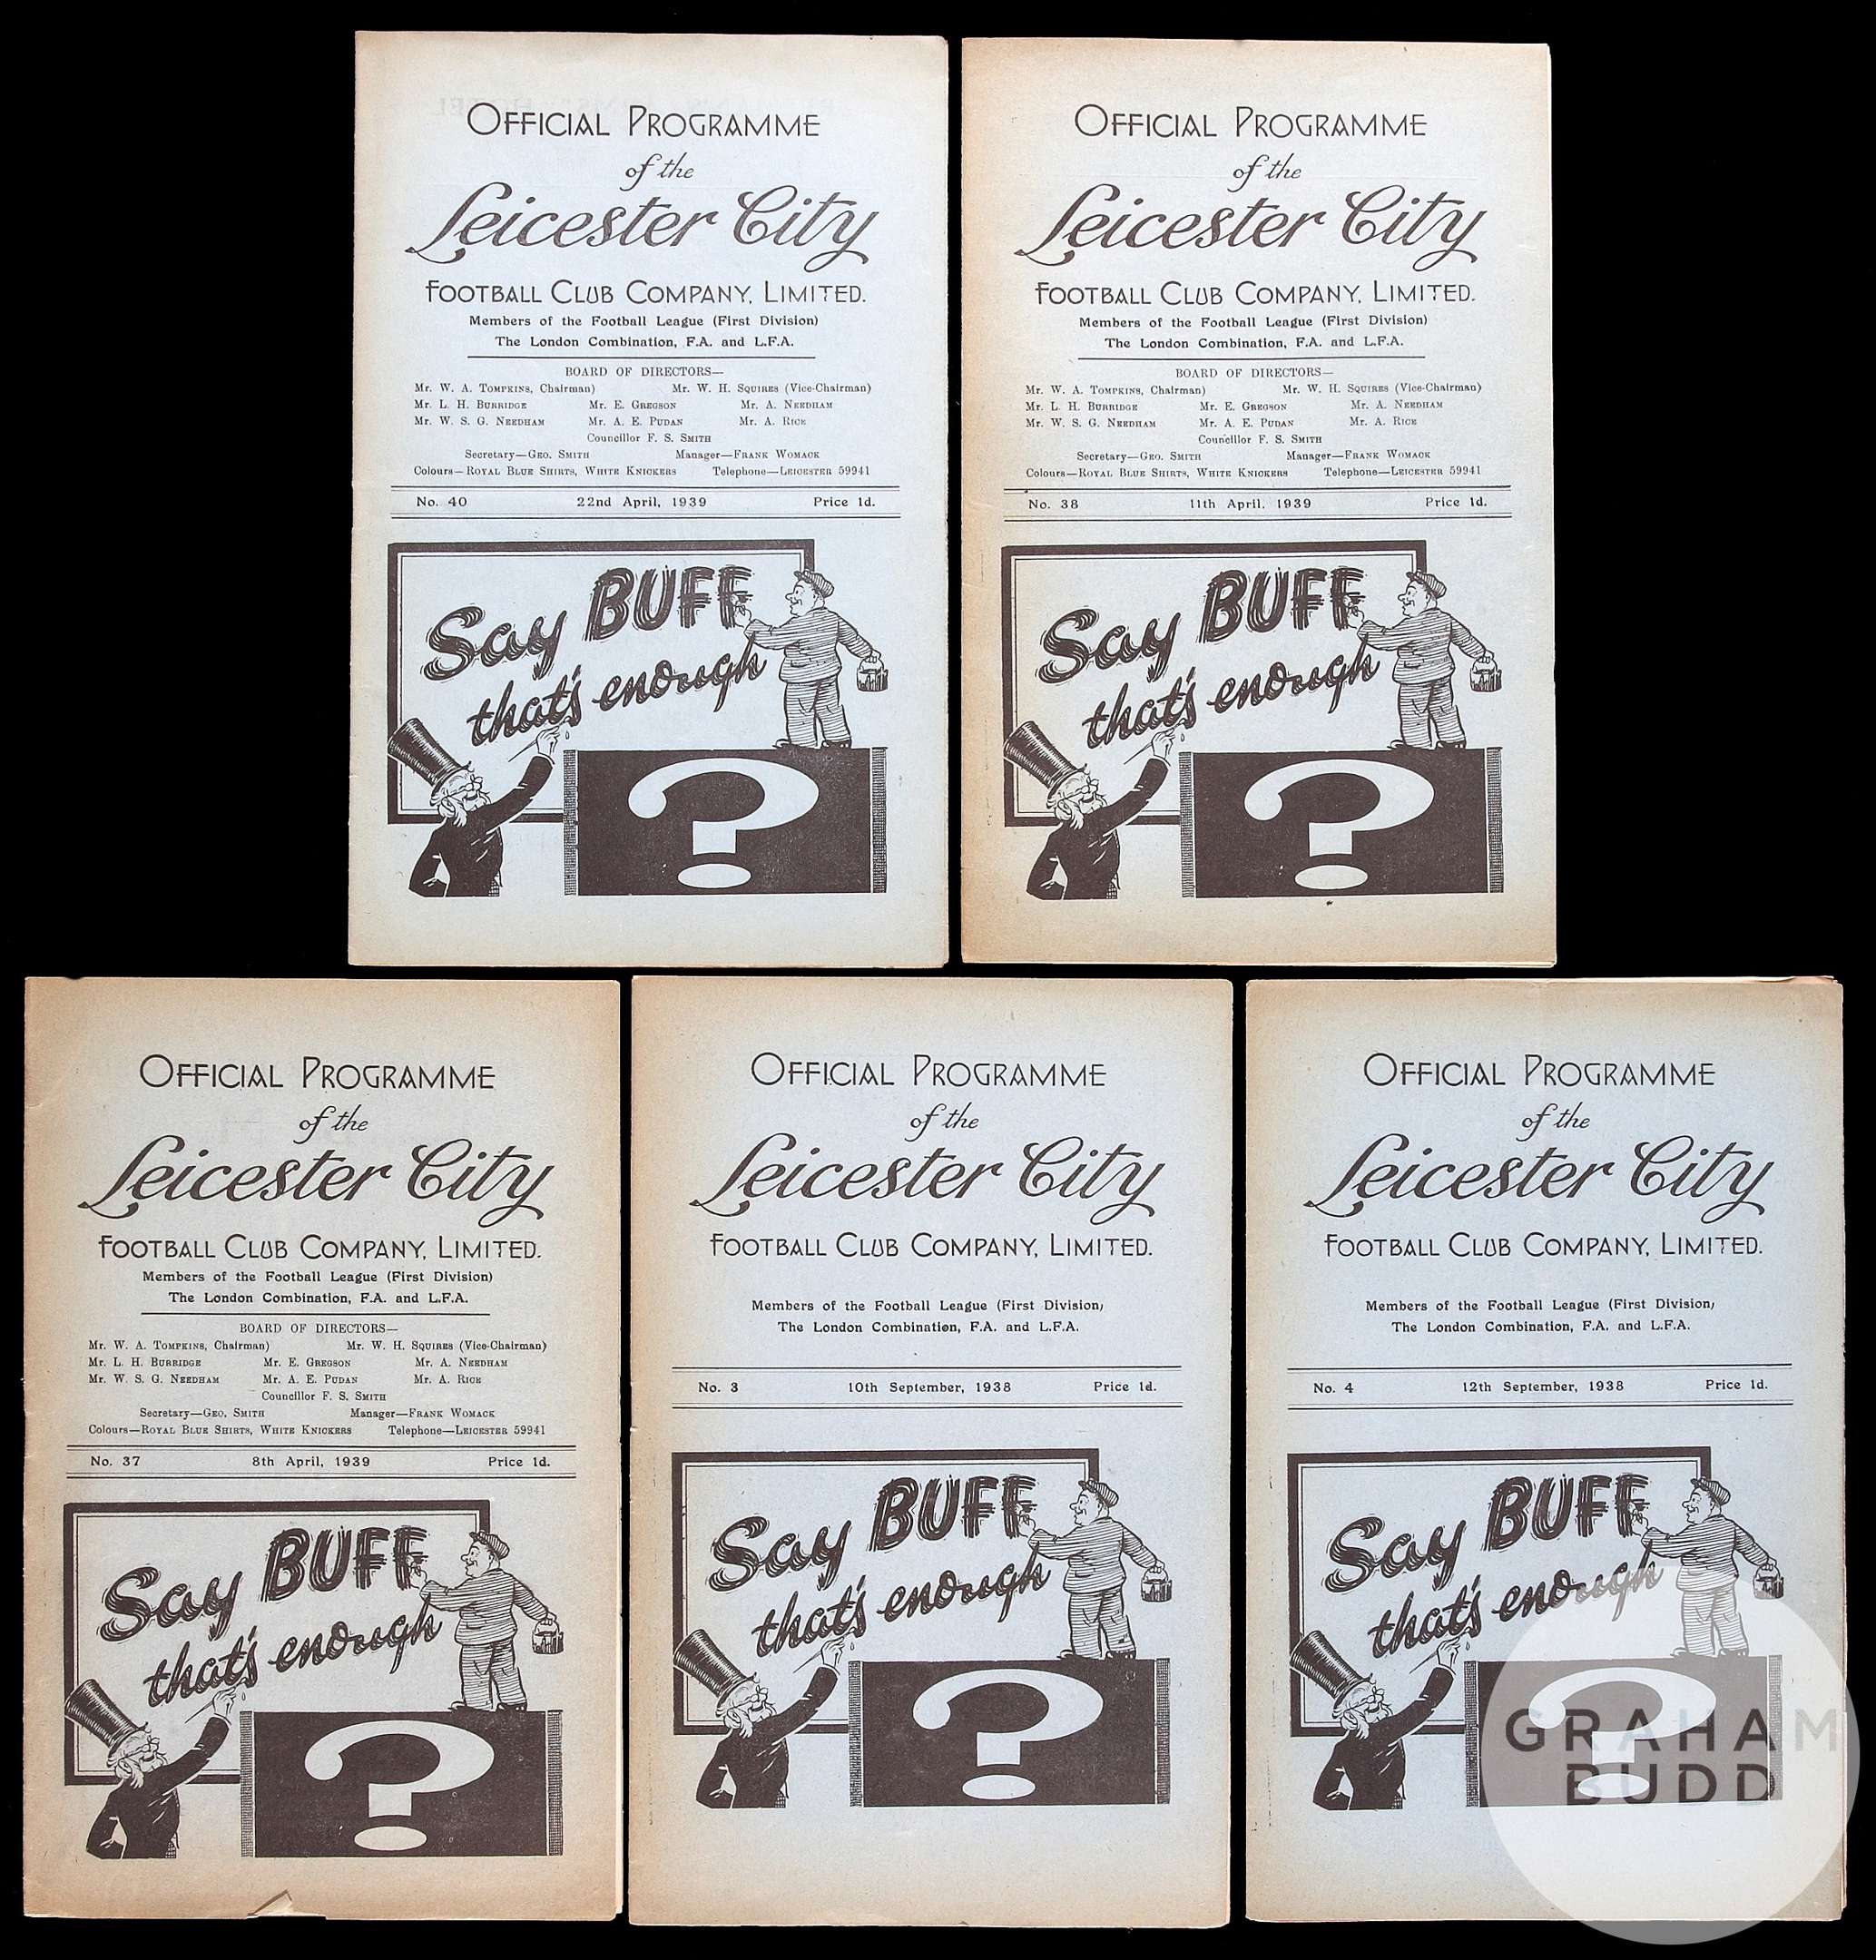 OFFICIAL PROGRAMME
of the
Leicester City
FOOTBALL CLUB COMPANY, LIMITED.
Members of the Football League (First Division)
The London Combination, F.A. and L.F.A.
BOARD OF DIRECTORS—
Mr. W. A. TOMPKINS, Chairman) Mr. W. H. SQUIRES (Vice-Chairman)
Mr. L. H. BURRIDGE Mr. E. GREGSON Mr. A. NEEDHAM
Mr. W. S. G. NEEDHAM Mr. A. E. PUDAN Mr. A. RICE
Councillor F. S. SMITH
Secretary—GEO. SMITH Manager—FRANK WOMACK
Colours—ROYAL BLUE SHIRTS, WHITE KNICKERS Telephone—LEICESTER 59941
No. 40 22nd April, 1939 Price 1d.
Say BUFF
that's enough
?
OFFICIAL PROGRAMME
of the
Leicester City
FOOTBALL CLUB COMPANY, LIMITED.
Members of the Football League (First Division)
The London Combination, F.A. and L.F.A.
BOARD OF DIRECTORS—
Mr. W. A. TOMPKINS, Chairman) Mr. W. H. SQUIRES (Vice-Chairman)
Mr. L. H. BURRIDGE Mr. E. GREGSON Mr. A. NEEDHAM
Mr. W. S. G. NEEDHAM Mr. A. E. PUDAN Mr. A. RICE
Councillor F. S. SMITH
Secretary—GEO. SMITH Manager—FRANK WOMACK
Colours—ROYAL BLUE SHIRTS, WHITE KNICKERS Telephone—LEICESTER 59941
No. 38 11th April, 1939 Price 1d.
Say BUFF
that's enough
?
OFFICIAL PROGRAMME
of the
Leicester City
FOOTBALL CLUB COMPANY, LIMITED.
Members of the Football League (First Division)
The London Combination, F.A. and L.F.A.
BOARD OF DIRECTORS—
Mr. W. A. TOMPKINS, Chairman) Mr. W. H. SQUIRES (Vice-Chairman)
Mr. L. H. BURRIDGE Mr. E. GREGSON Mr. A. NEEDHAM
Mr. W. S. G. NEEDHAM Mr. A. E. PUDAN Mr. A. RICE
Councillor F. S. SMITH
Secretary—GEO. SMITH Manager—FRANK WOMACK
Colours—ROYAL BLUE SHIRTS, WHITE KNICKERS Telephone—LEICESTER 59941
No. 37 8th April, 1939 Price 1d.
Say BUFF
that's enough
?
OFFICIAL PROGRAMME
of the
Leicester City
FOOTBALL CLUB COMPANY, LIMITED.
Members of the Football League (First Division)
The London Combination, F.A. and L.F.A.
No. 3 10th September, 1938 Price 1d.
Say BUFF
that's enough
?
OFFICIAL PROGRAMME
of the
Leicester City
FOOTBALL CLUB COMPANY, LIMITED.
Members of the Football League (First Division)
The London Combination, F.A. and L.F.A.
No. 4 12th September, 1938 Price 1d.
Say BUFF
that's enough
?
GRAHAM
BUDD